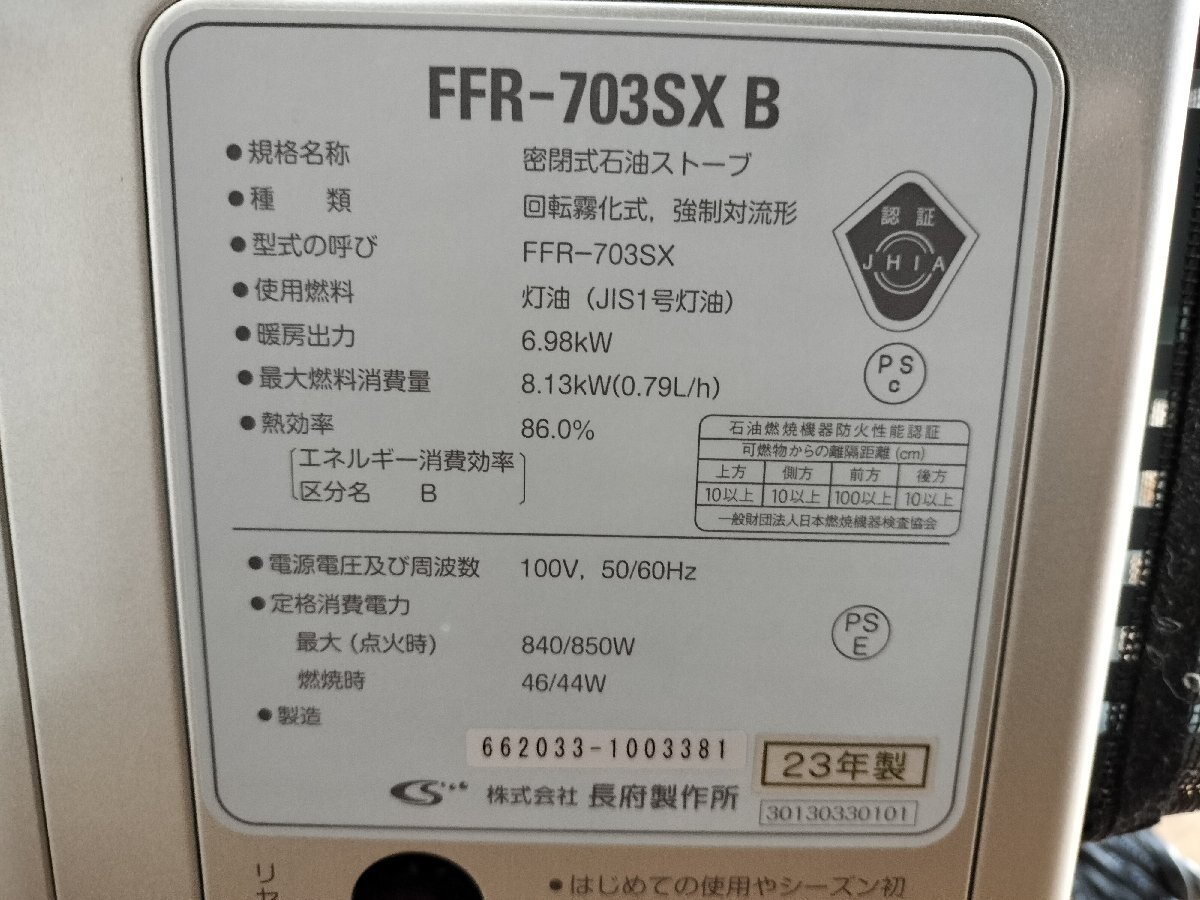 FFR-703SX B
●規格名称 密閉式石油ストーブ
●種 類 回転霧化式，強制対流形
●型式の呼び FFR-703SX
●使用燃料 灯油（JIS1号灯油）
●暖房出力 6.98kW
●最大燃料消費量 8.13kW(0.79L/h)
●熱効率 86.0%
エネルギー消費効率
区分名 B
認証
JHIA
PS
C
石油燃焼機器防火性能認証
可燃物からの離隔距離(cm)
上方 側方 前方 後方
10以上 10以上 100以上 10以上
一般財団法人日本燃焼機器検査協会
●電源電圧及び周波数 100V，50/60Hz
●定格消費電力
最大（点火時） 840/850W
燃焼時 46/44W
PS
E
●製造
662033-1003381
23年製
株式会社 長府製作所
30130330101
リセ
●はじめての使用やシーズン初